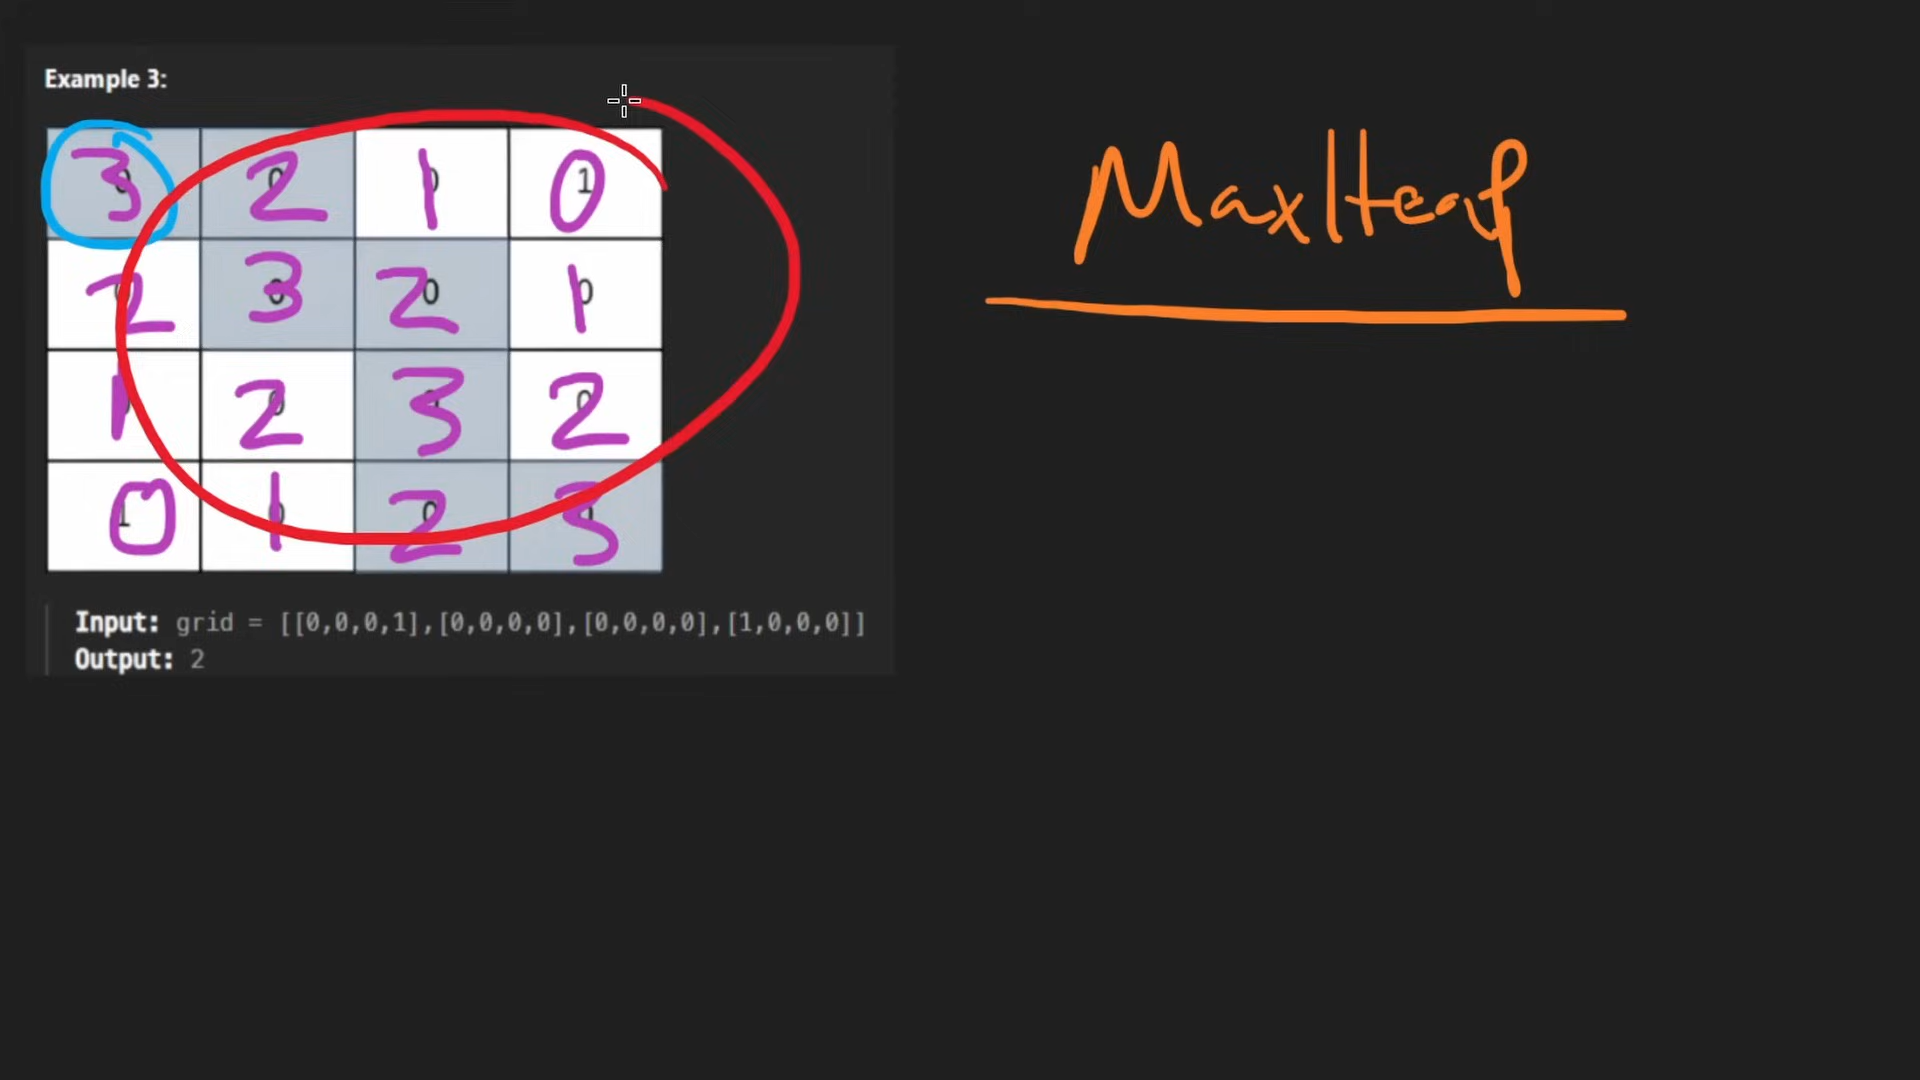 Example 3:
3 2 1 0
2 3 2 1
1 2 3 2
0 1 2 3
MaxHeap
Input: grid = [[0,0,0,1],[0,0,0,0],[0,0,0,0],[1,0,0,0]]
Output: 2